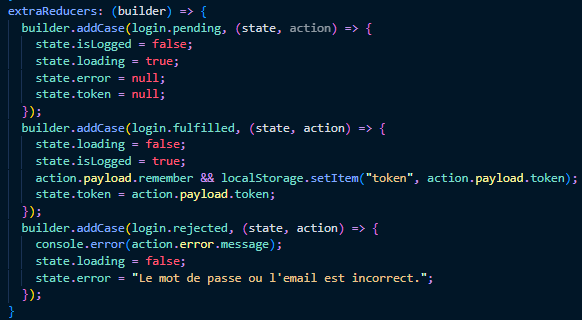 extraReducers: (builder) => {
builder.addCase(login.pending, (state, action) => {
state.isLogged = false;
state.loading = true;
state.error = null;
state.token = null;
});
builder.addCase(login.fulfilled, (state, action) => {
state.loading = false;
state.isLogged = true;
action.payload.remember && localStorage.setItem("token", action.payload.token);
state.token = action.payload.token;
});
builder.addCase(login.rejected, (state, action) => {
console.error(action.error.message);
state.loading = false;
state.error = "Le mot de passe ou l'email est incorrect.";
});
}